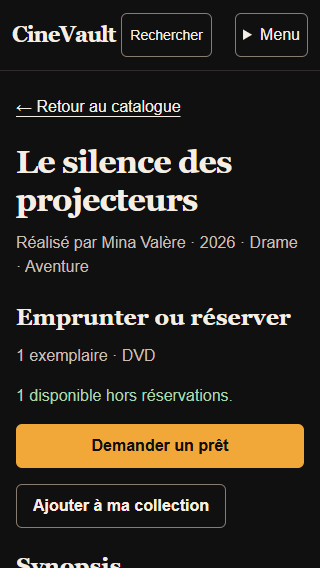 CineVault
Rechercher
▶ Menu
← Retour au catalogue
Le silence des
projecteurs
Réalisé par Mina Valère · 2026 · Drame
· Aventure
Emprunter ou réserver
1 exemplaire · DVD
1 disponible hors réservations.
Demander un prêt
Ajouter à ma collection
Synopsis